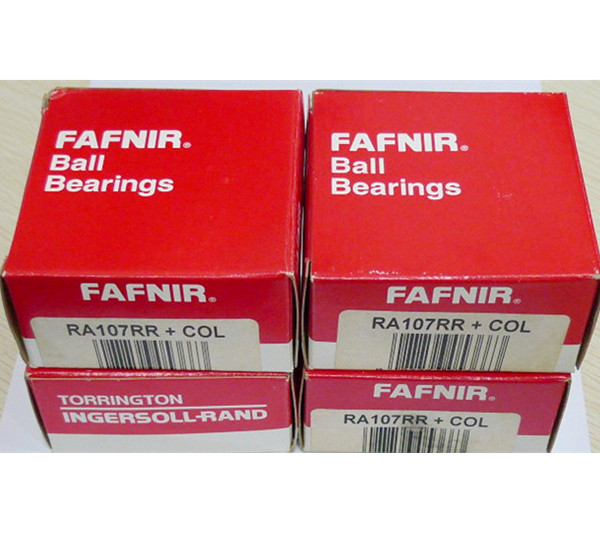 FAFNIR®
Ball
Bearings
FAFNIR®
RA107RR + COL
FAFNIR®
Ball
Bearings
FAFNIR®
RA107RR + COL
TORRINGTON
INGERSOLL-RAND
FAFNIR®
RA107RR + COL